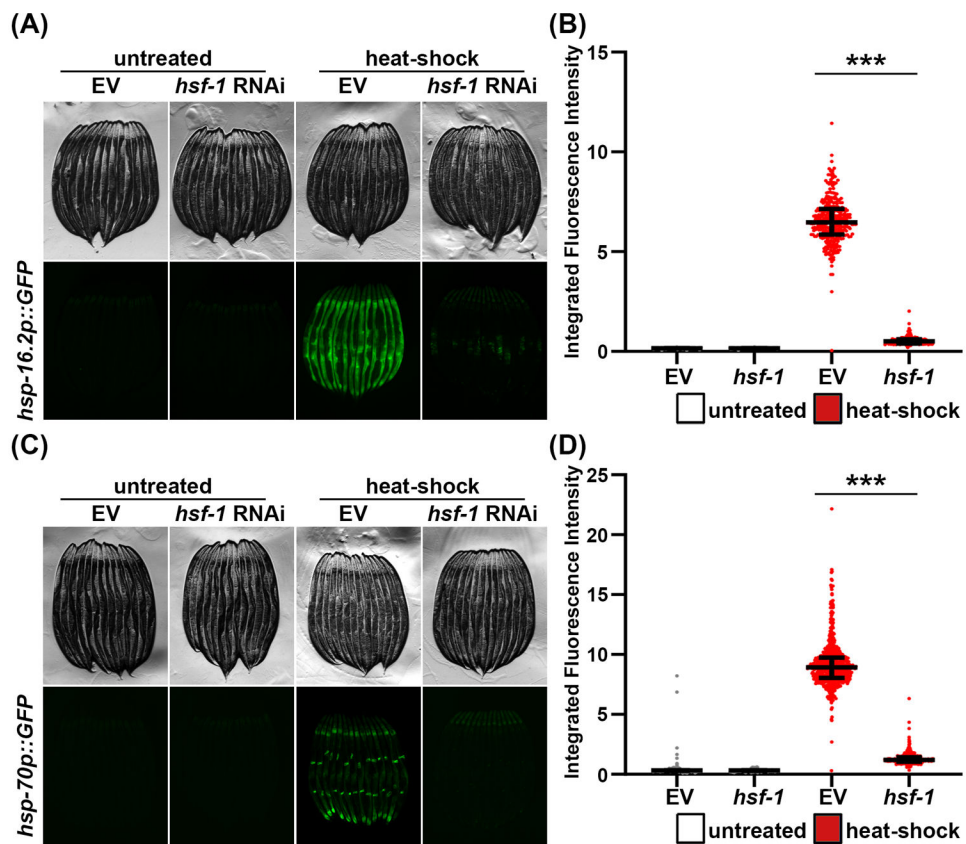 (A)
untreated heat-shock
EV hsf-1 RNAi EV hsf-1 RNAi
hsp-16.2p::GFP
(B)
Integrated Fluorescence Intensity
15
10
5
0
***
EV hsf-1 EV hsf-1
untreated heat-shock
(C)
untreated heat-shock
EV hsf-1 RNAi EV hsf-1 RNAi
hsp-70p::GFP
(D)
Integrated Fluorescence Intensity
25
20
15
10
5
0
***
EV hsf-1 EV hsf-1
untreated heat-shock